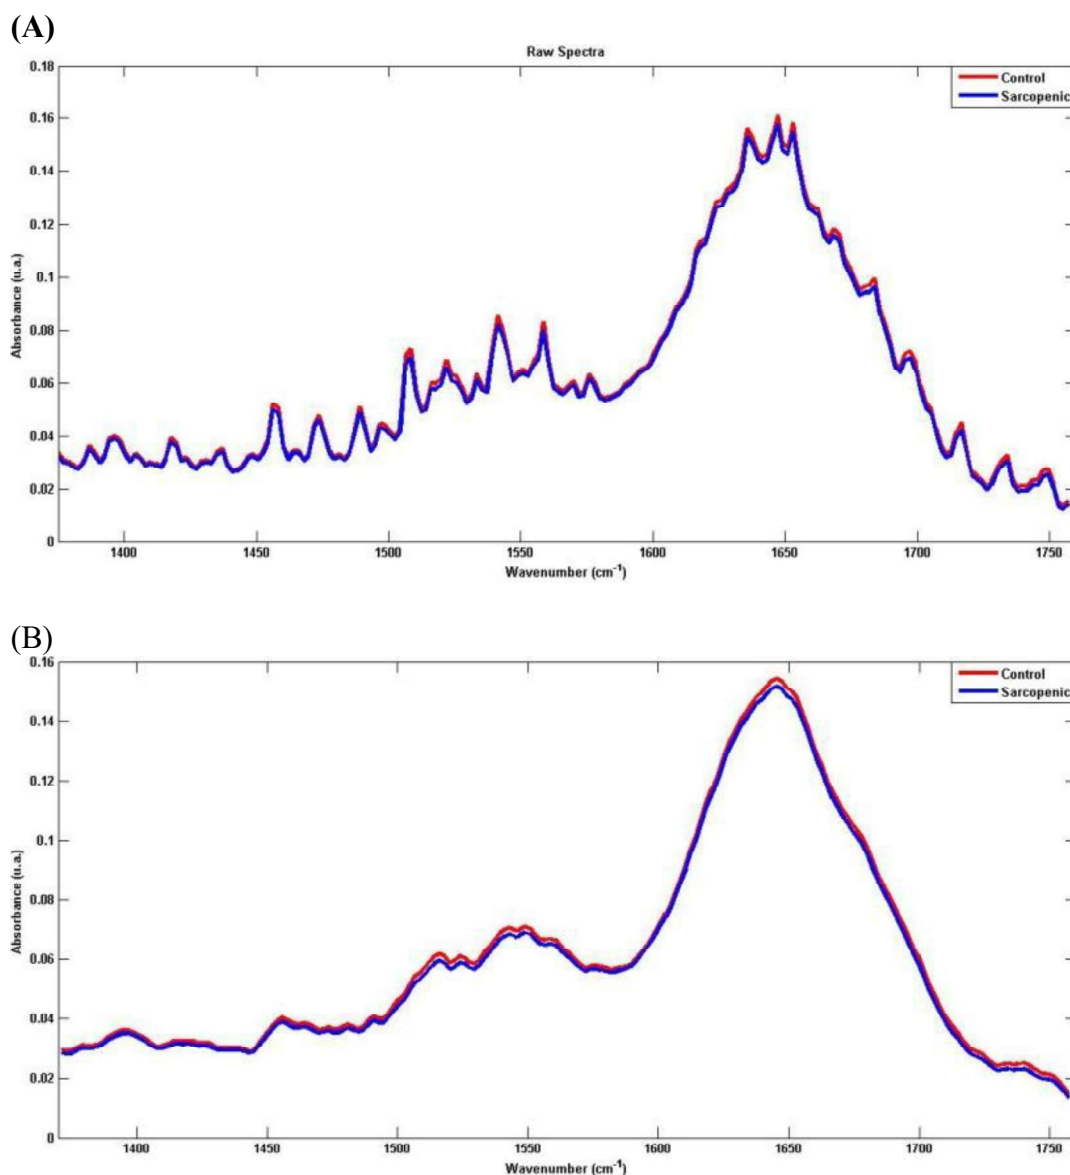 (A)
Raw Spectra
0.18
0.16
0.14
0.12
0.1
0.08
0.06
0.04
0.02
0
Absorbance (u.a.)
Control
Sarcopenic
1400 1450 1500 1550 1600 1650 1700 1750
Wavenumber (cm⁻¹)
(B)
0.16
0.14
0.12
0.1
0.08
0.06
0.04
0.02
0
Absorbance (u.a.)
Control
Sarcopenic
1400 1450 1500 1550 1600 1650 1700 1750
Wavenumber (cm⁻¹)